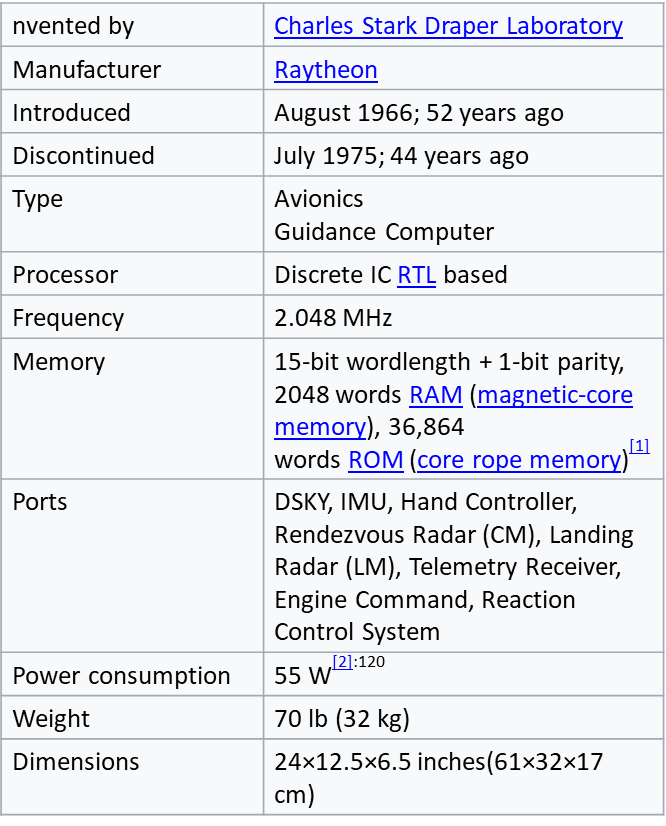 nvented by Charles Stark Draper Laboratory
Manufacturer Raytheon
Introduced August 1966; 52 years ago
Discontinued July 1975; 44 years ago
Type Avionics
Guidance Computer
Processor Discrete IC RTL based
Frequency 2.048 MHz
Memory 15-bit wordlength + 1-bit parity,
2048 words RAM (magnetic-core
memory), 36,864
words ROM (core rope memory)[1]
Ports DSKY, IMU, Hand Controller,
Rendezvous Radar (CM), Landing
Radar (LM), Telemetry Receiver,
Engine Command, Reaction
Control System
Power consumption 55 W[2]:120
Weight 70 lb (32 kg)
Dimensions 24×12.5×6.5 inches(61×32×17
cm)